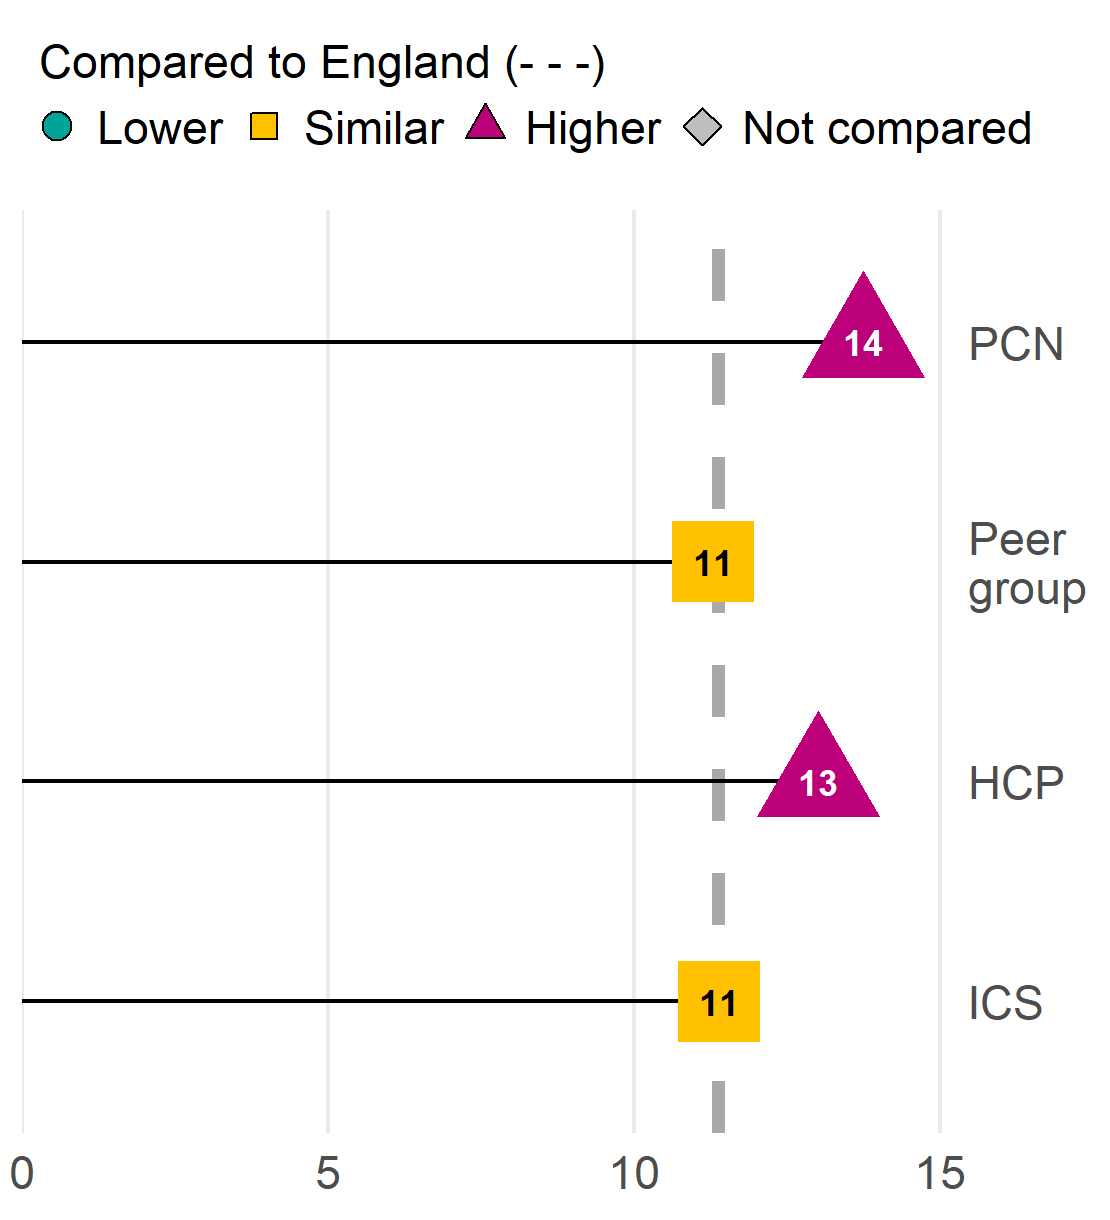 Compared to England (- - -)
Lower Similar Higher Not compared
14 PCN
Peer
11
group
13 HCP
11 ICS
0 5 10 15